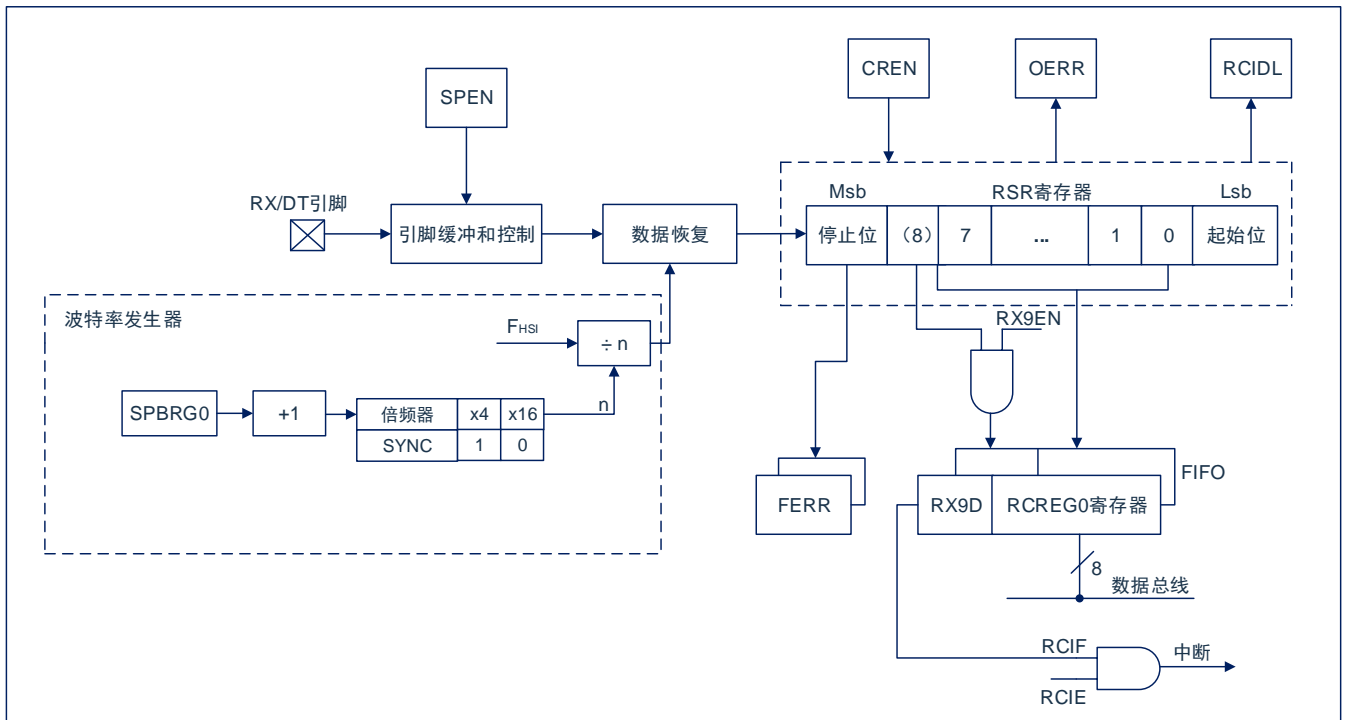 CREN
OERR
RCIDL
SPEN
Msb
RSR寄存器
Lsb
RX/DT引脚
引脚缓冲和控制
数据恢复
停止位
（8）
7
...
1
0
起始位
波特率发生器
FHSI
÷ n
RX9EN
SPBRG0
+1
倍频器
x4
x16
n
SYNC
1
0
FIFO
FERR
RX9D
RCREG0寄存器
8
数据总线
RCIF
中断
RCIE